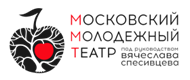 МОСКОВСКИЙ
МОЛОДЕЖНЫЙ
ТЕАТР ПОД РУКОВОДСТВОМ
ВЯЧЕСЛАВА
СПЕСИВЦЕВА